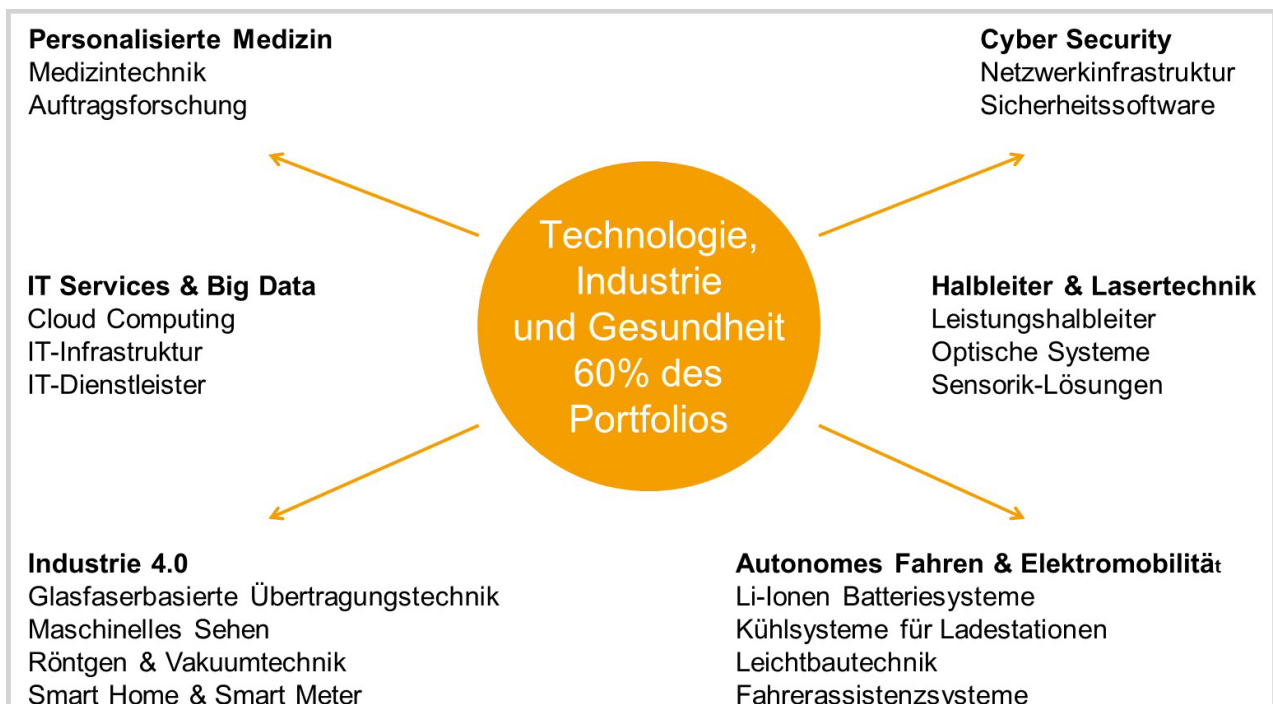 Personalisierte Medizin
Medizintechnik
Auftragsforschung
Cyber Security
Netzwerkinfrastruktur
Sicherheitssoftware
Technologie,
Industrie
und Gesundheit
60% des
Portfolios
IT Services & Big Data
Cloud Computing
IT-Infrastruktur
IT-Dienstleister
Halbleiter & Lasertechnik
Leistungshalbleiter
Optische Systeme
Sensorik-Lösungen
Industrie 4.0
Glasfaserbasierte Übertragungstechnik
Maschinelles Sehen
Röntgen & Vakuumtechnik
Smart Home & Smart Meter
Autonomes Fahren & Elektromobilität
Li-Ionen Batteriesysteme
Kühlsysteme für Ladestationen
Leichtbautechnik
Fahrerassistenzsysteme